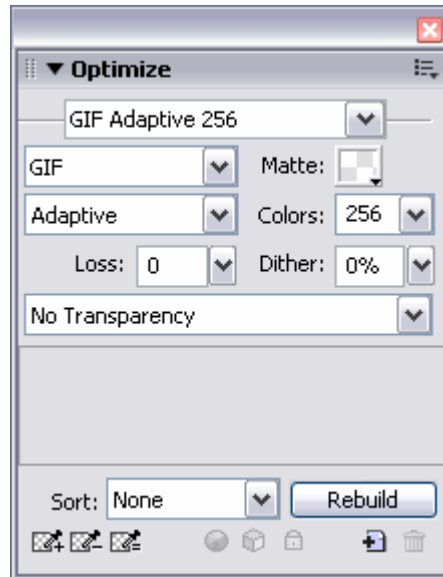 Optimize
GIF Adaptive 256
GIF Matte:
Adaptive Colors: 256
Loss: 0 Dither: 0%
No Transparency
Sort: None Rebuild